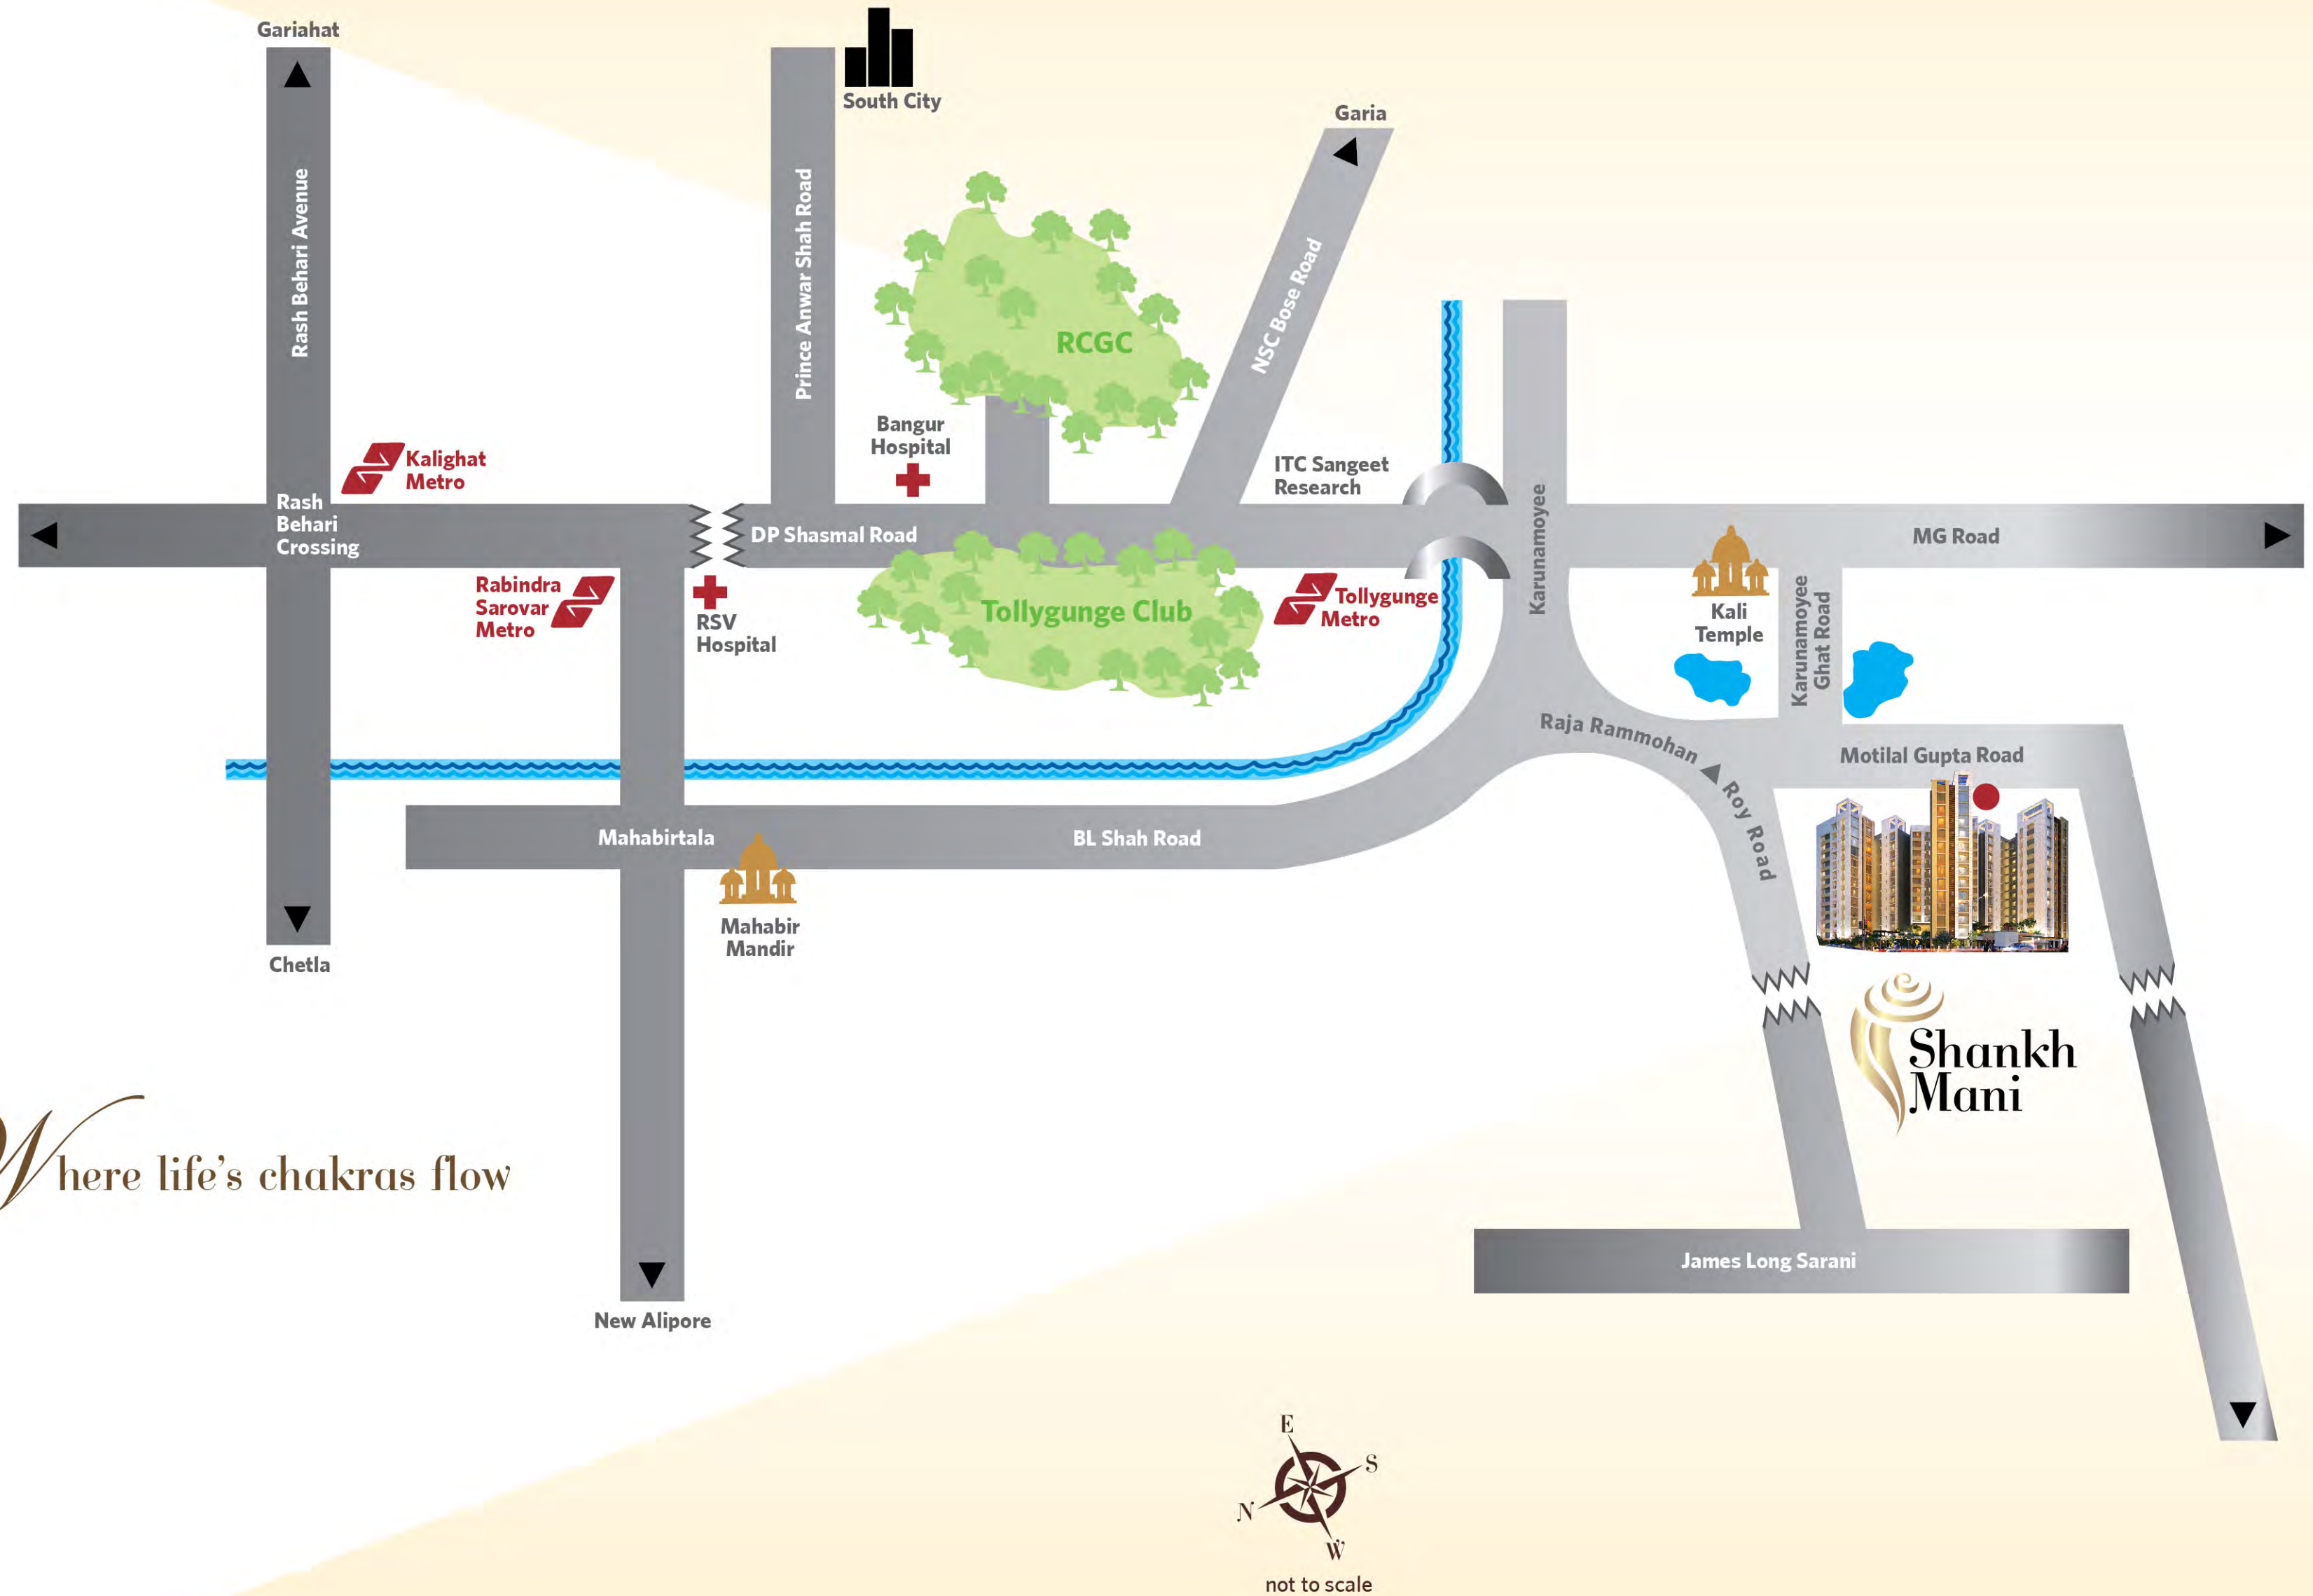 Gariahat
South City
Garia
Rash Behari Avenue
Prince Anwar Shah Road
NSC Bose Road
RCGC
Bangur
Hospital
Kalighat
Metro
ITC Sangeet
Research
Rash
Behari
Crossing
DP Shasmal Road
Karunamoyee
MG Road
Rabindra
Sarovar
Metro
RSV
Hospital
Tollygunge Club
Tollygunge
Metro
Kali
Temple
Karunamoyee
Ghat Road
Raja Rammohan Roy Road
Motilal Gupta Road
Mahabirtala
BL Shah Road
Mahabir
Mandir
Chetla
Shankh
Mani
Where life's chakras flow
James Long Sarani
New Alipore
E
S
N
W
not to scale